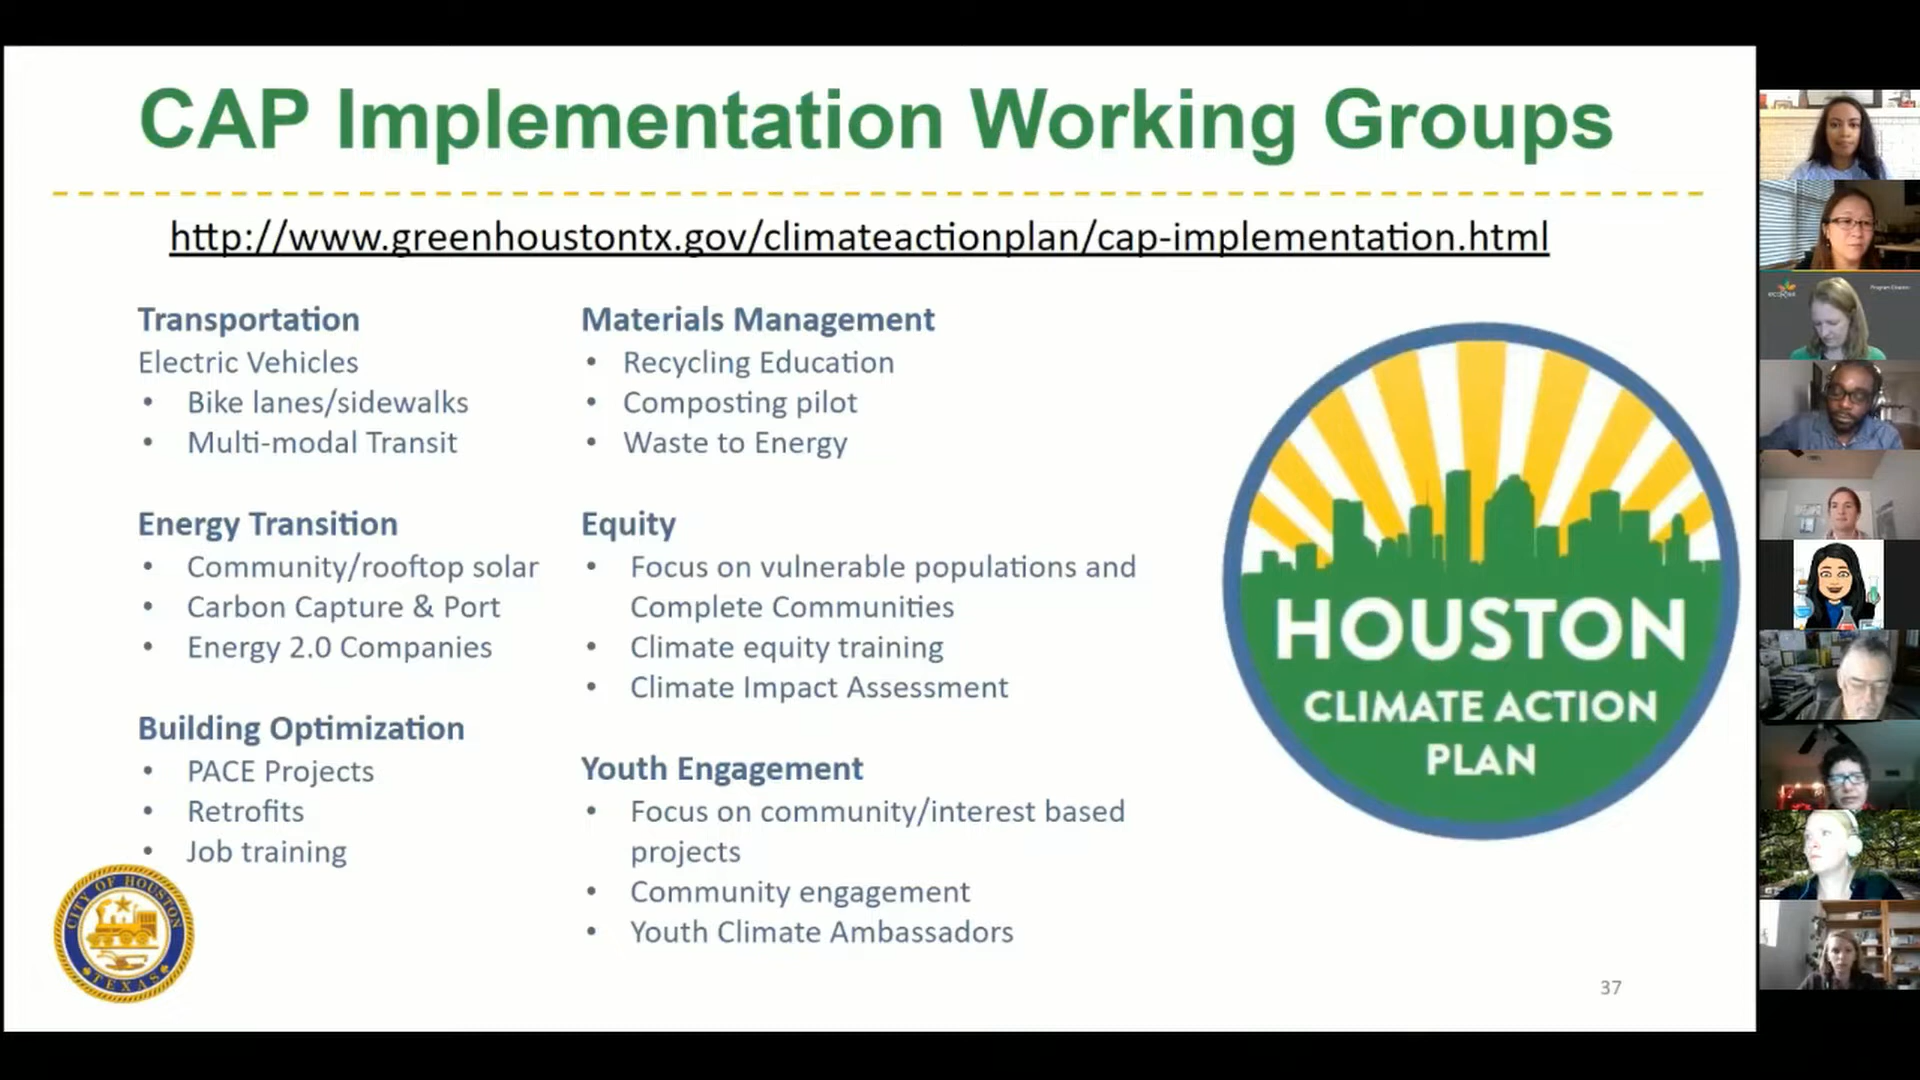 CAP Implementation Working Groups
http://www.greenhoustontx.gov/climateactionplan/cap-implementation.html
Transportation
Electric Vehicles
• Bike lanes/sidewalks
• Multi-modal Transit
Energy Transition
• Community/rooftop solar
• Carbon Capture & Port
• Energy 2.0 Companies
Building Optimization
• PACE Projects
• Retrofits
• Job training
Materials Management
• Recycling Education
• Composting pilot
• Waste to Energy
Equity
• Focus on vulnerable populations and
Complete Communities
• Climate equity training
• Climate Impact Assessment
Youth Engagement
• Focus on community/interest based
projects
• Community engagement
• Youth Climate Ambassadors
HOUSTON
CLIMATE ACTION
PLAN
CITY OF HOUSTON
TEXAS
37